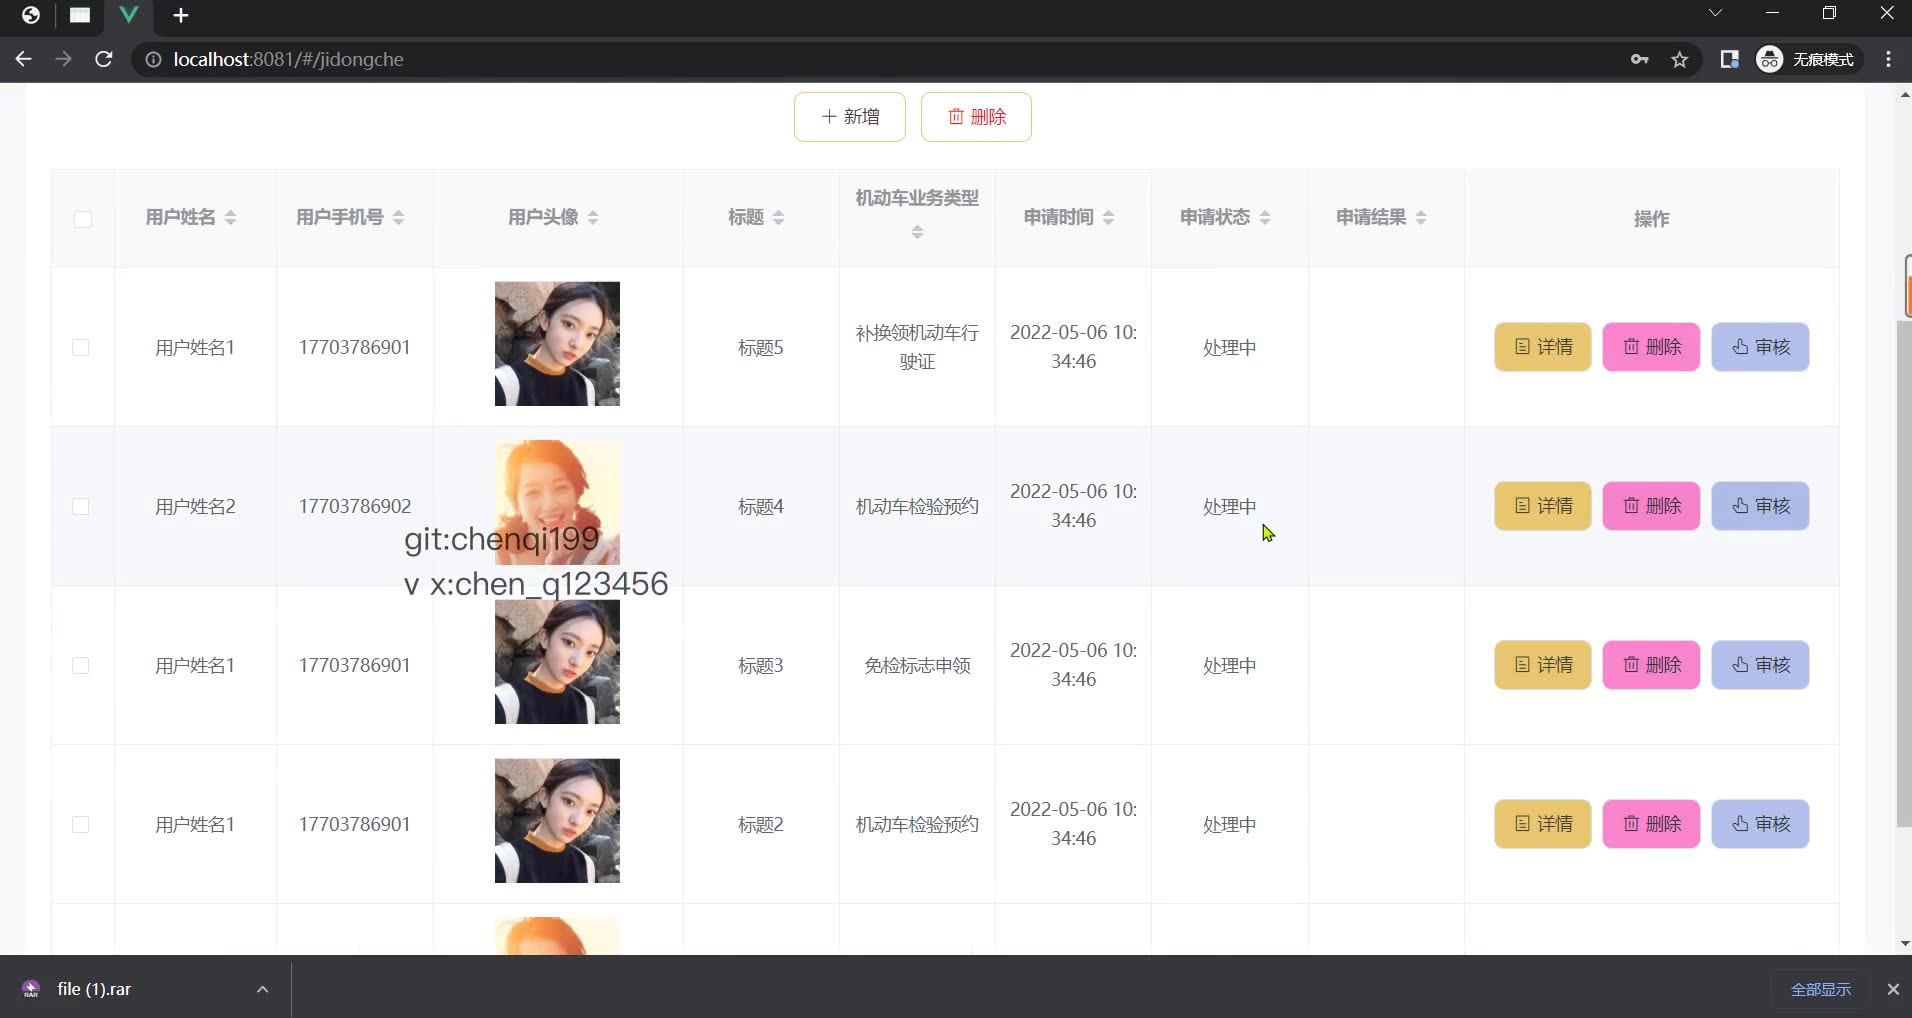 localhost:8081/#/jidongche
无痕模式
新增 删除
用户姓名 用户手机号 用户头像 标题 机动车业务类型 申请时间 申请状态 申请结果 操作
用户姓名1 17703786901 标题5 补换领机动车行 2022-05-06 10: 处理中 详情 删除 审核
驶证 34:46
用户姓名2 17703786902 标题4 机动车检验预约 2022-05-06 10: 处理中 详情 删除 审核
34:46
git:chenqi199
v x:chen_q123456
用户姓名1 17703786901 标题3 免检标志申领 2022-05-06 10: 处理中 详情 删除 审核
34:46
用户姓名1 17703786901 标题2 机动车检验预约 2022-05-06 10: 处理中 详情 删除 审核
34:46
RAR file (1).rar
全部显示